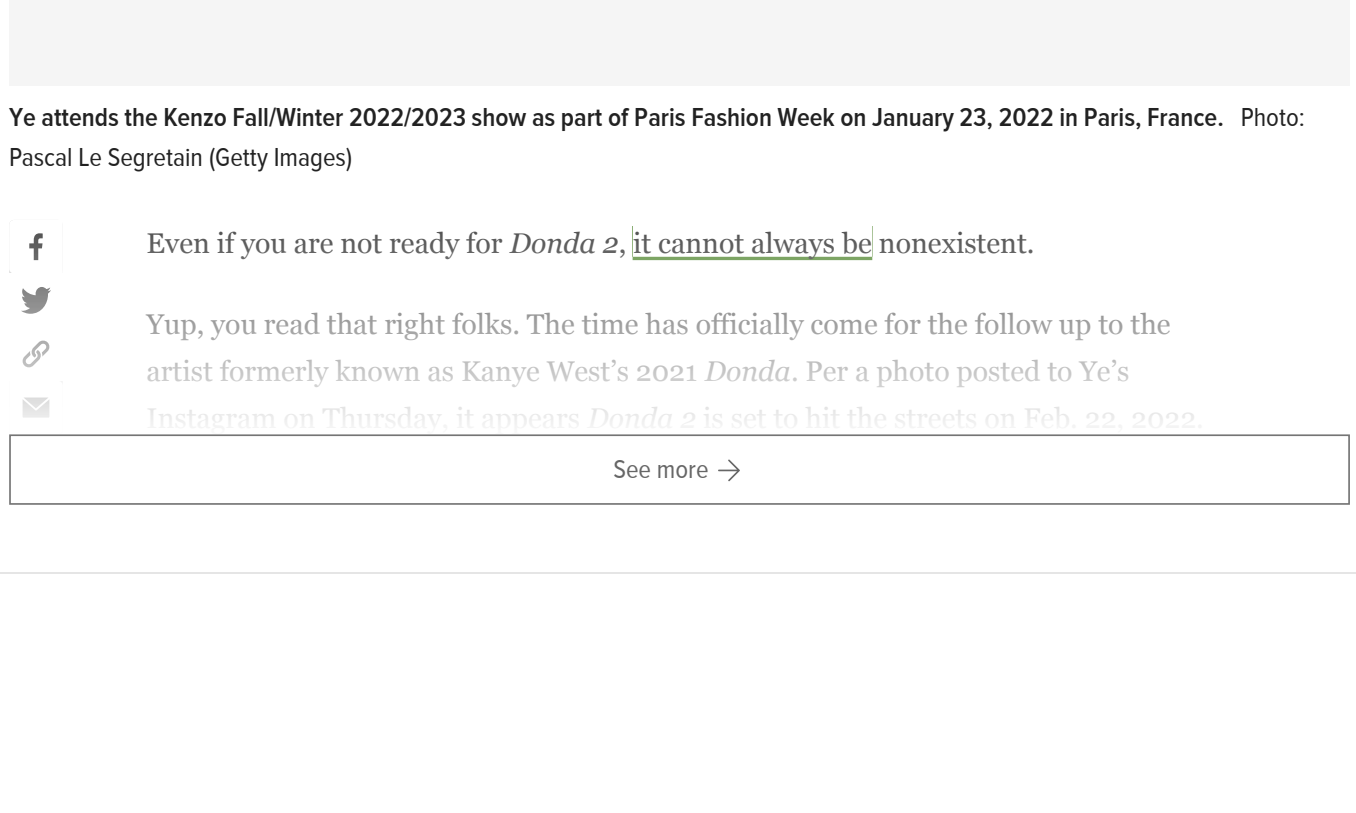 Ye attends the Kenzo Fall/Winter 2022/2023 show as part of Paris Fashion Week on January 23, 2022 in Paris, France. Photo:
Pascal Le Segretain (Getty Images)
Even if you are not ready for Donda 2, it cannot always be nonexistent.
Yup, you read that right folks. The time has officially come for the follow up to the
artist formerly known as Kanye West’s 2021 Donda. Per a photo posted to Ye’s
Instagram on Thursday, it appears Donda 2 is set to hit the streets on Feb. 22, 2022.
See more